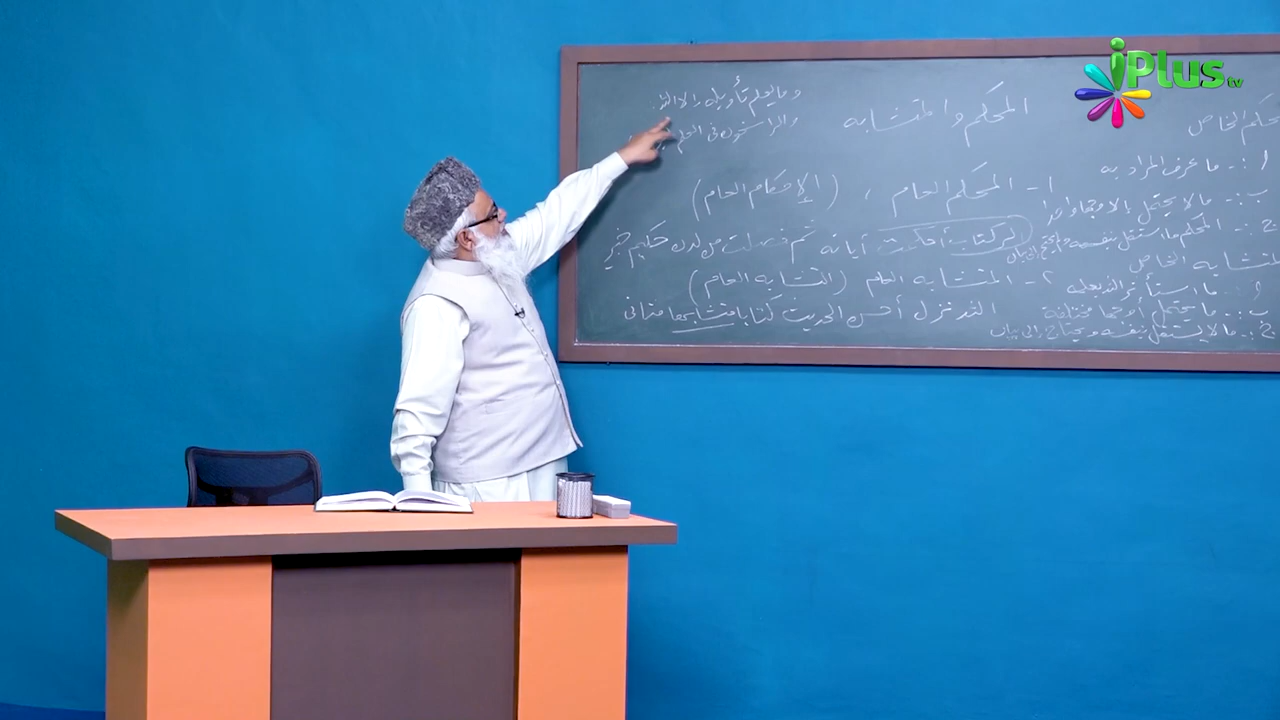 iPlus tv
المحكم والمتشابه
وما يعلم تأويله إلا الله
والراسخون في العلم
محكم الخاص
ا :- ما عرف المراد به
ب :- ما لا يحتمل إلا وجها واحدا
ج :- المحكم ما استقل بنفسه ولم يحتج إلى بيان
متشابه الخاص
ا :- ما استأثر الله بعلمه
ب :- ما يحتمل أوجها مختلفة
ج :- ما لا يستقل بنفسه ويحتاج إلى بيان
١ - المحكم العام ، (الإحكام العام)
الر كتاب أحكمت آياته ثم فصلت من لدن حكيم خبير
٢ - المتشابه العام (التشابه العام)
الله نزل أحسن الحديث كتابا متشابها مثاني